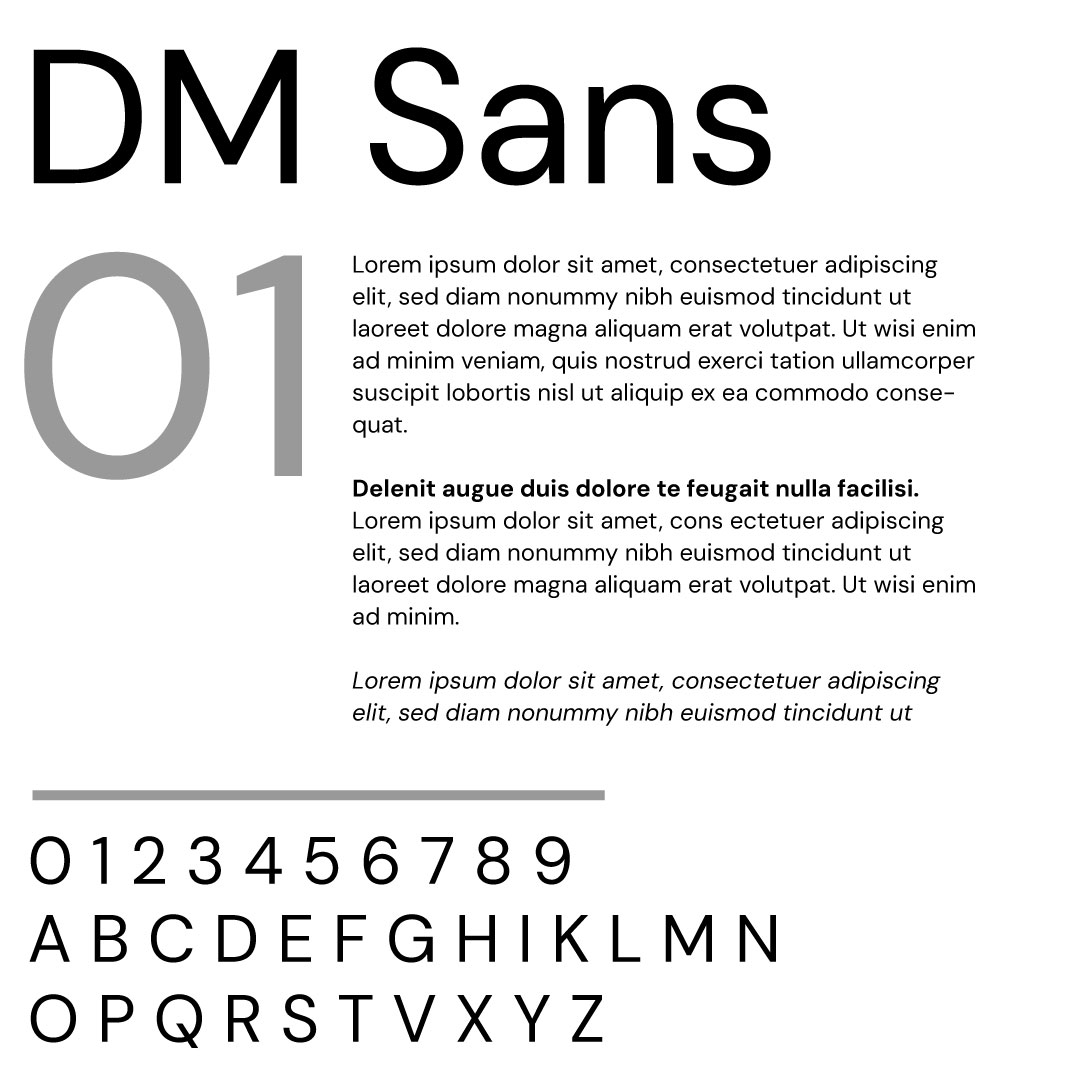 DM Sans
01
Lorem ipsum dolor sit amet, consectetuer adipiscing
elit, sed diam nonummy nibh euismod tincidunt ut
laoreet dolore magna aliquam erat volutpat. Ut wisi enim
ad minim veniam, quis nostrud exerci tation ullamcorper
suscipit lobortis nisl ut aliquip ex ea commodo conse-
quat.
Delenit augue duis dolore te feugait nulla facilisi.
Lorem ipsum dolor sit amet, cons ectetuer adipiscing
elit, sed diam nonummy nibh euismod tincidunt ut
laoreet dolore magna aliquam erat volutpat. Ut wisi enim
ad minim.
Lorem ipsum dolor sit amet, consectetuer adipiscing
elit, sed diam nonummy nibh euismod tincidunt ut
0 1 2 3 4 5 6 7 8 9
A B C D E F G H I K L M N
O P Q R S T V X Y Z